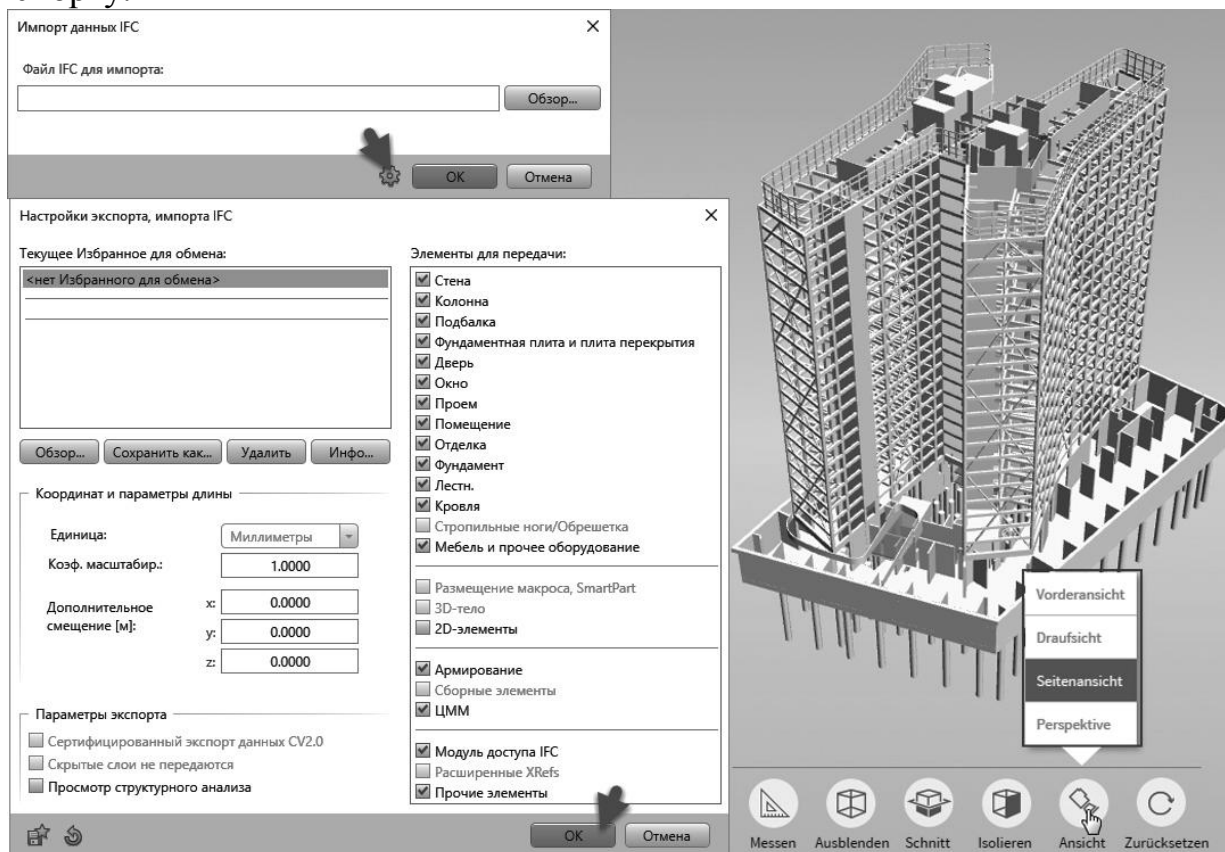 Импорт данных IFC
Файл IFC для импорта:
Обзор...
OK
Отмена
Настройки экспорта, импорта IFC
Текущее Избранное для обмена:
<нет Избранного для обмена>
Обзор...
Сохранить как...
Удалить
Инфо...
Координат и параметры длины
Единица:
Миллиметры
Коэф. масштабир.:
1.0000
Дополнительное
смещение [м]:
x:
0.0000
y:
0.0000
z:
0.0000
Параметры экспорта
Сертифицированный экспорт данных CV2.0
Скрытые слои не передаются
Просмотр структурного анализа
Элементы для передачи:
Стена
Колонна
Подбалка
Фундаментная плита и плита перекрытия
Дверь
Окно
Проем
Помещение
Отделка
Фундамент
Лестн.
Кровля
Стропильные ноги/Обрешетка
Мебель и прочее оборудование
Размещение макроса, SmartPart
3D-тело
2D-элементы
Армирование
Сборные элементы
ЦММ
Модуль доступа IFC
Расширенные XRefs
Прочие элементы
OK
Отмена
Vorderansicht
Draufsicht
Seitenansicht
Perspektive
Messen
Ausblenden
Schnitt
Isolieren
Ansicht
Zurücksetzen